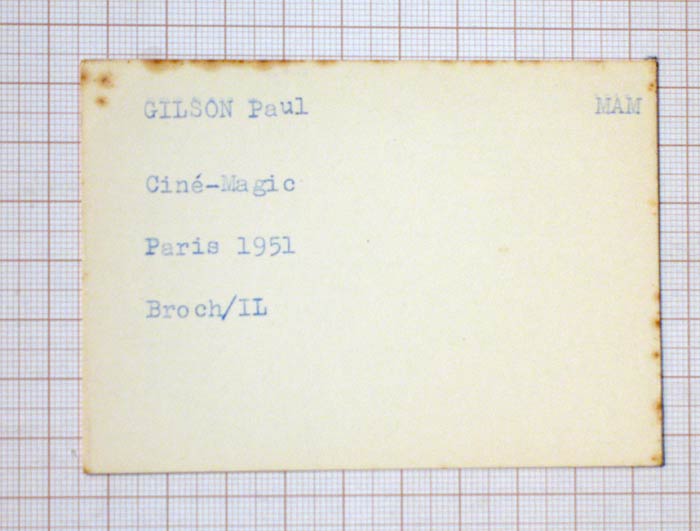 GILSON Paul MAM
Ciné-Magic
Paris 1951
Broch/IL